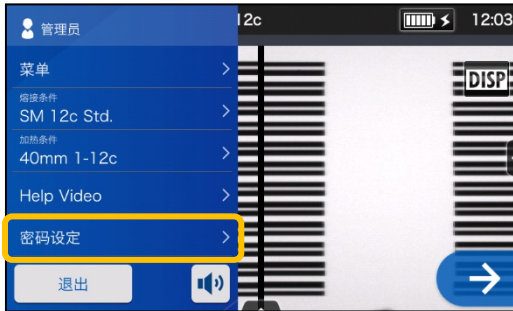 管理员
12c
12:03
菜单
DISP
熔接条件
SM 12c Std.
加热条件
40mm 1-12c
Help Video
密码设定
退出